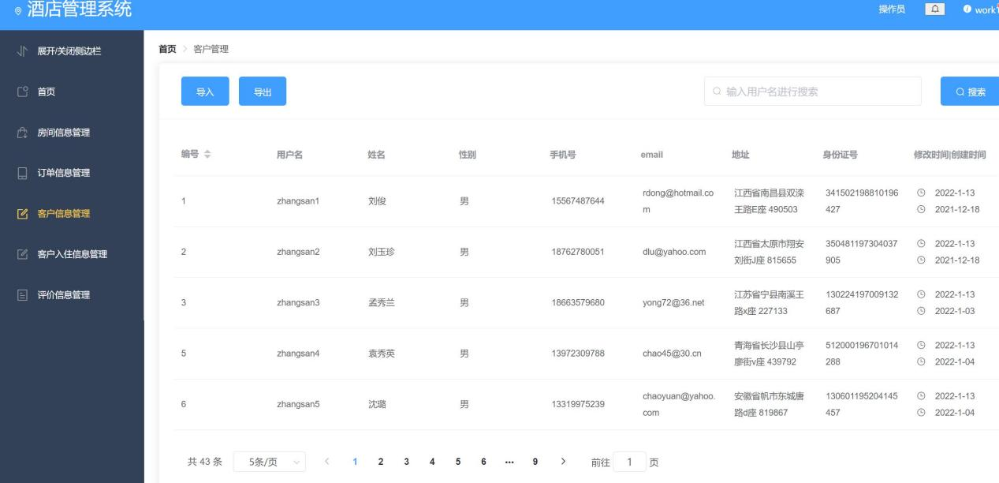 酒店管理系统
操作员
work
展开/关闭侧边栏
首页
房间信息管理
订单信息管理
客户信息管理
客户入住信息管理
评价信息管理
首页 > 客户管理
导入 导出 输入用户名进行搜索 搜索
编号 用户名 姓名 性别 手机号 email 地址 身份证号 修改时间|创建时间
1 zhangsan1 刘俊 男 15567487644
rdong@hotmail.co
m
江西省南昌县双滦
王路E座 490503
341502198810196
427
2022-1-13
2021-12-18
2 zhangsan2 刘玉珍 男 18762780051 dlu@yahoo.com
江西省太原市翔安
刘街J座 815655
350481197304037
905
2022-1-13
2021-12-18
3 zhangsan3 孟秀兰 男 18663579680 yong72@36.net
江苏省宁县南溪王
路x座 227133
130224197009132
687
2022-1-13
2022-1-03
5 zhangsan4 袁秀英 男 13972309788 chao45@30.cn
青海省长沙县山亭
廖街v座 439792
512000196701014
288
2022-1-13
2022-1-04
6 zhangsan5 沈璐 男 13319975239
chaoyuan@yahoo.
com
安徽省帆市东城唐
路d座 819867
130601195204145
457
2022-1-13
2022-1-04
共 43 条 5条/页 < 1 2 3 4 5 6 ••• 9 > 前往 1 页